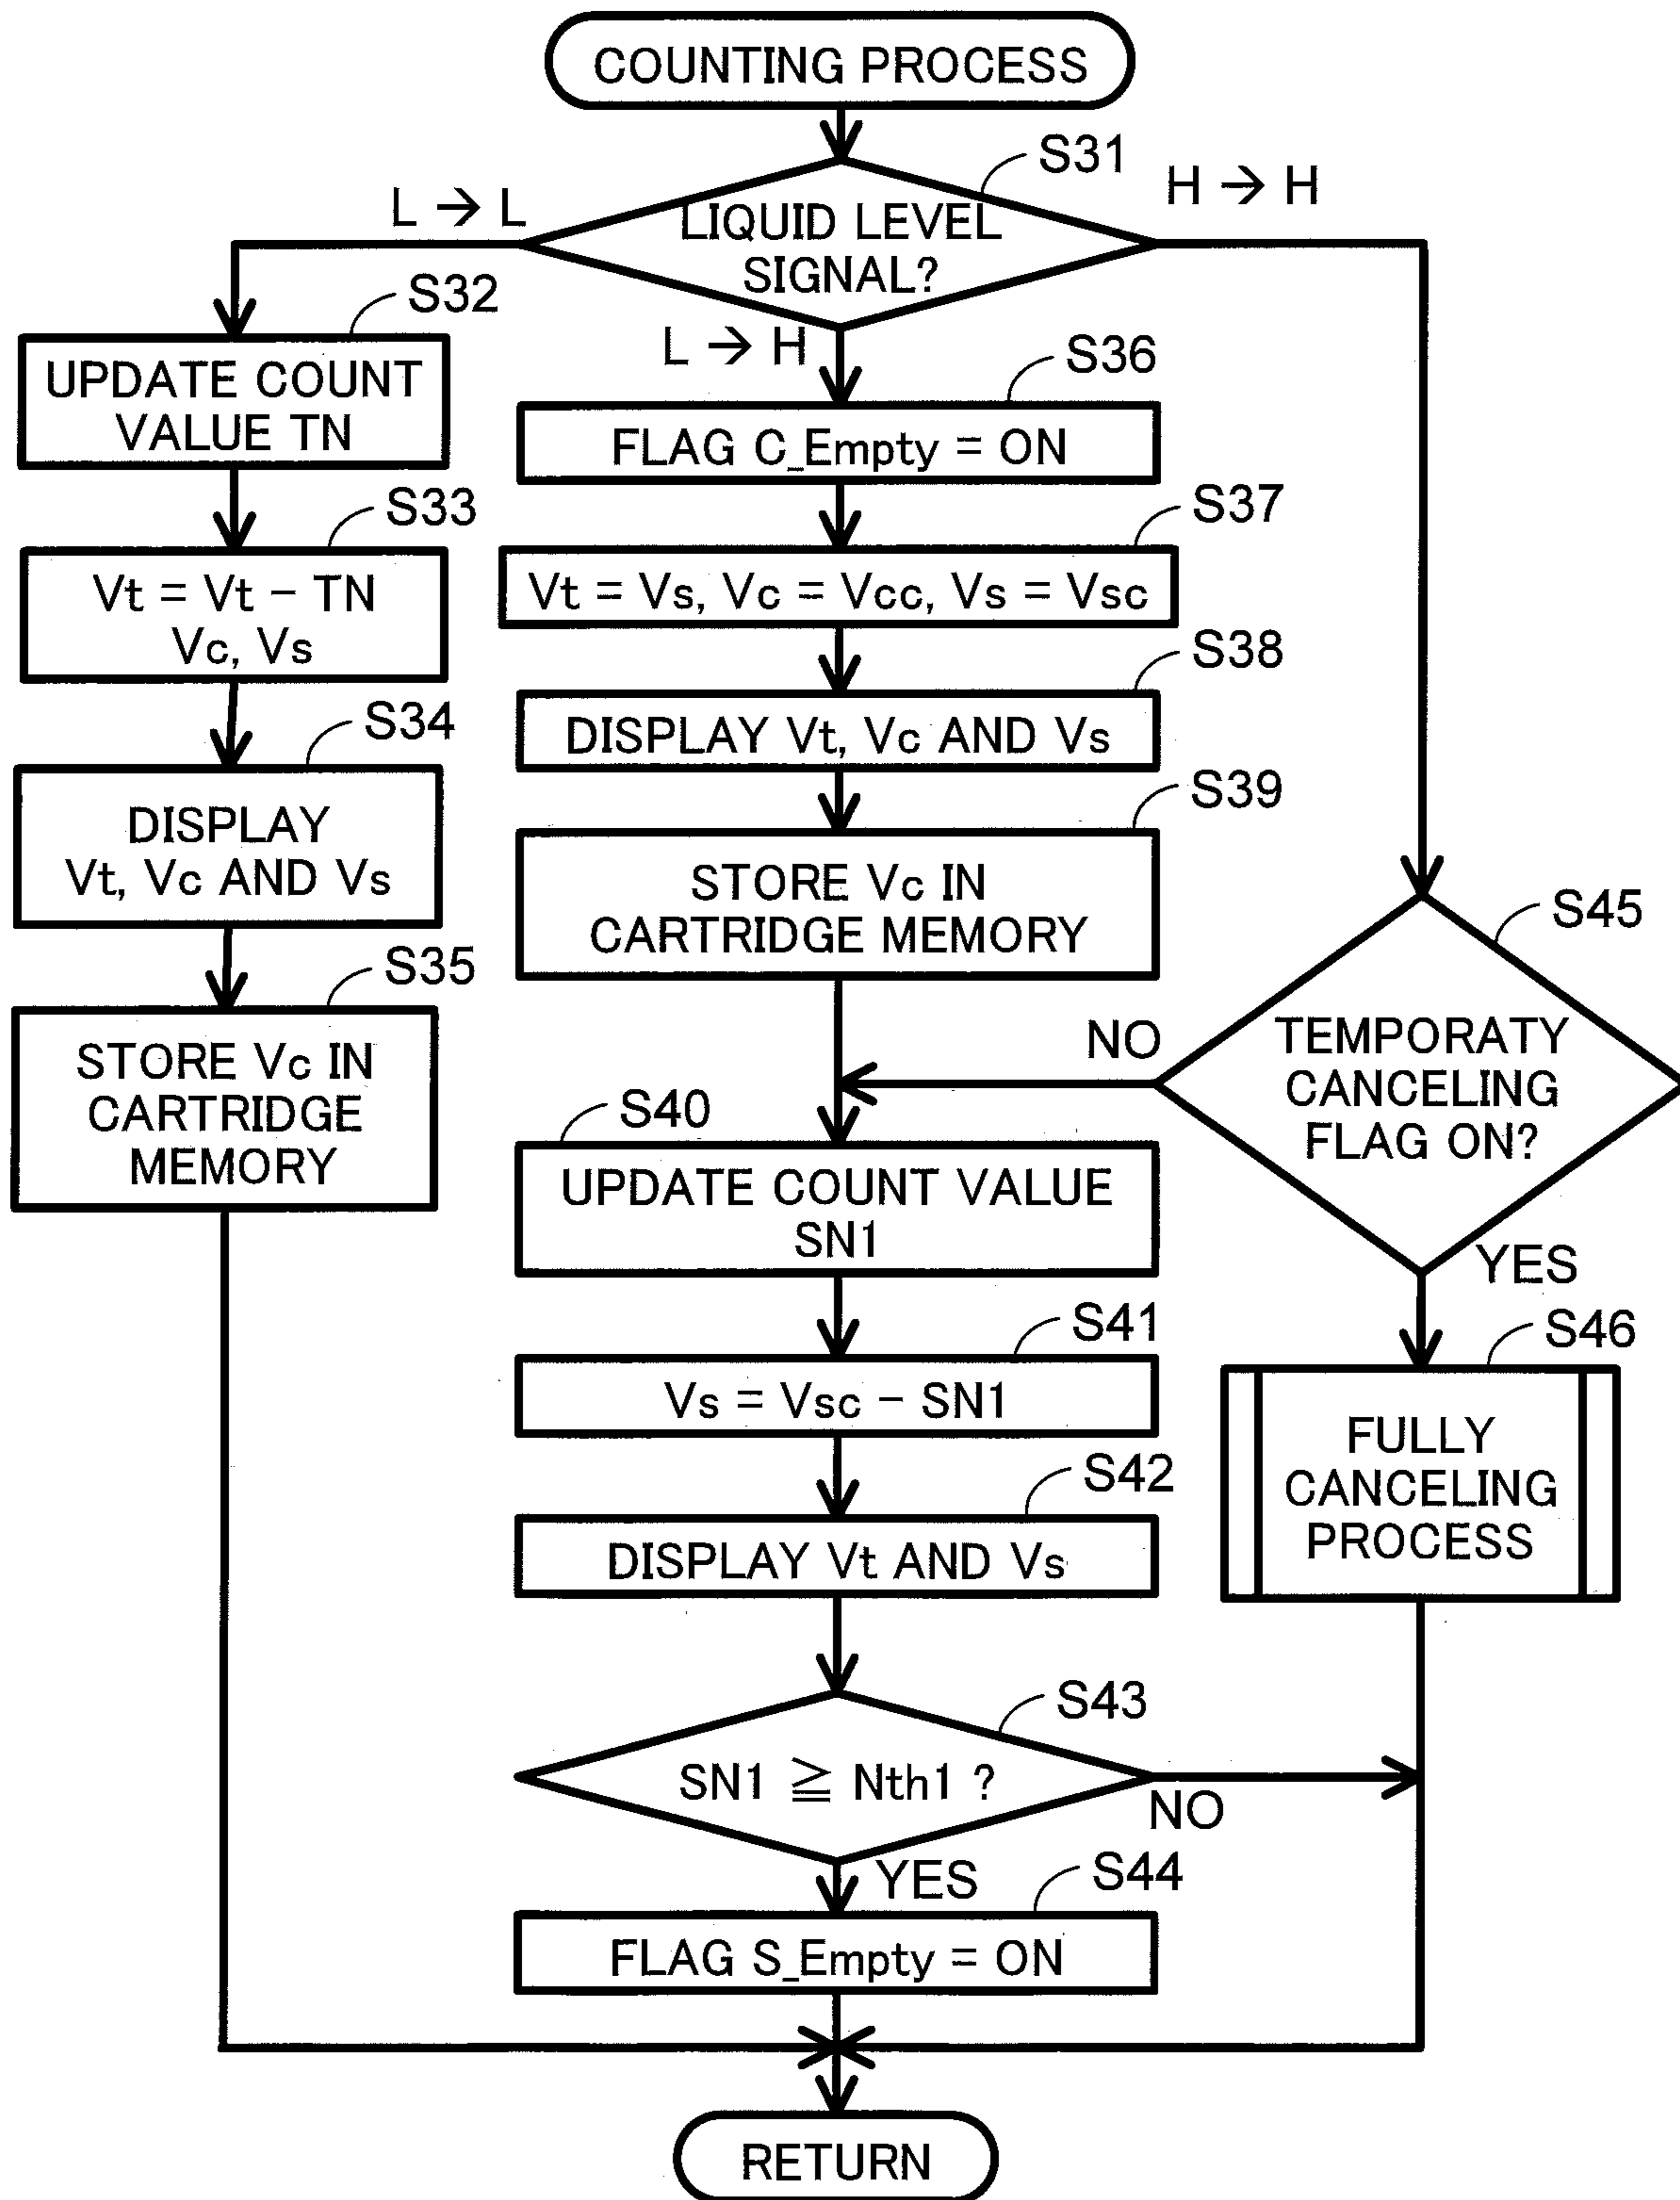 COUNTING PROCESS
S31
H → H
L → L
LIQUID LEVEL
SIGNAL?
S32
L → H
S36
UPDATE COUNT
VALUE TN
FLAG C_Empty = ON
S33
S37
Vt = Vt − TN
Vc, Vs
Vt = Vs, Vc = Vcc, Vs = Vsc
S38
S34
DISPLAY Vt, Vc AND Vs
S39
DISPLAY
Vt, Vc AND Vs
STORE Vc IN
CARTRIDGE MEMORY
S45
S35
STORE Vc IN
CARTRIDGE
MEMORY
NO
TEMPORATY
CANCELING
FLAG ON?
S40
UPDATE COUNT VALUE
SN1
YES
S41
S46
Vs = Vsc − SN1
FULLY
CANCELING
PROCESS
S42
DISPLAY Vt AND Vs
S43
SN1 ≧ Nth1 ?
NO
YES
S44
FLAG S_Empty = ON
RETURN